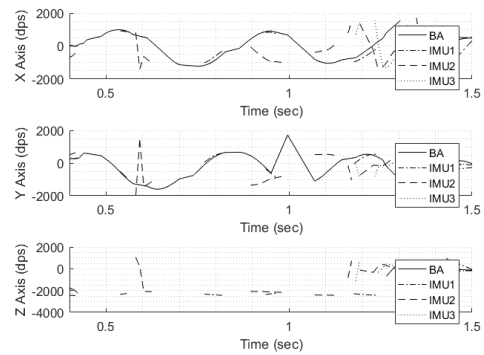 2000
0
-2000
X Axis (dps)
0.5
1
1.5
Time (sec)
BA
IMU1
IMU2
IMU3
2000
0
-2000
Y Axis (dps)
0.5
1
1.5
Time (sec)
BA
IMU1
IMU2
IMU3
2000
0
-2000
-4000
Z Axis (dps)
0.5
1
1.5
Time (sec)
BA
IMU1
IMU2
IMU3